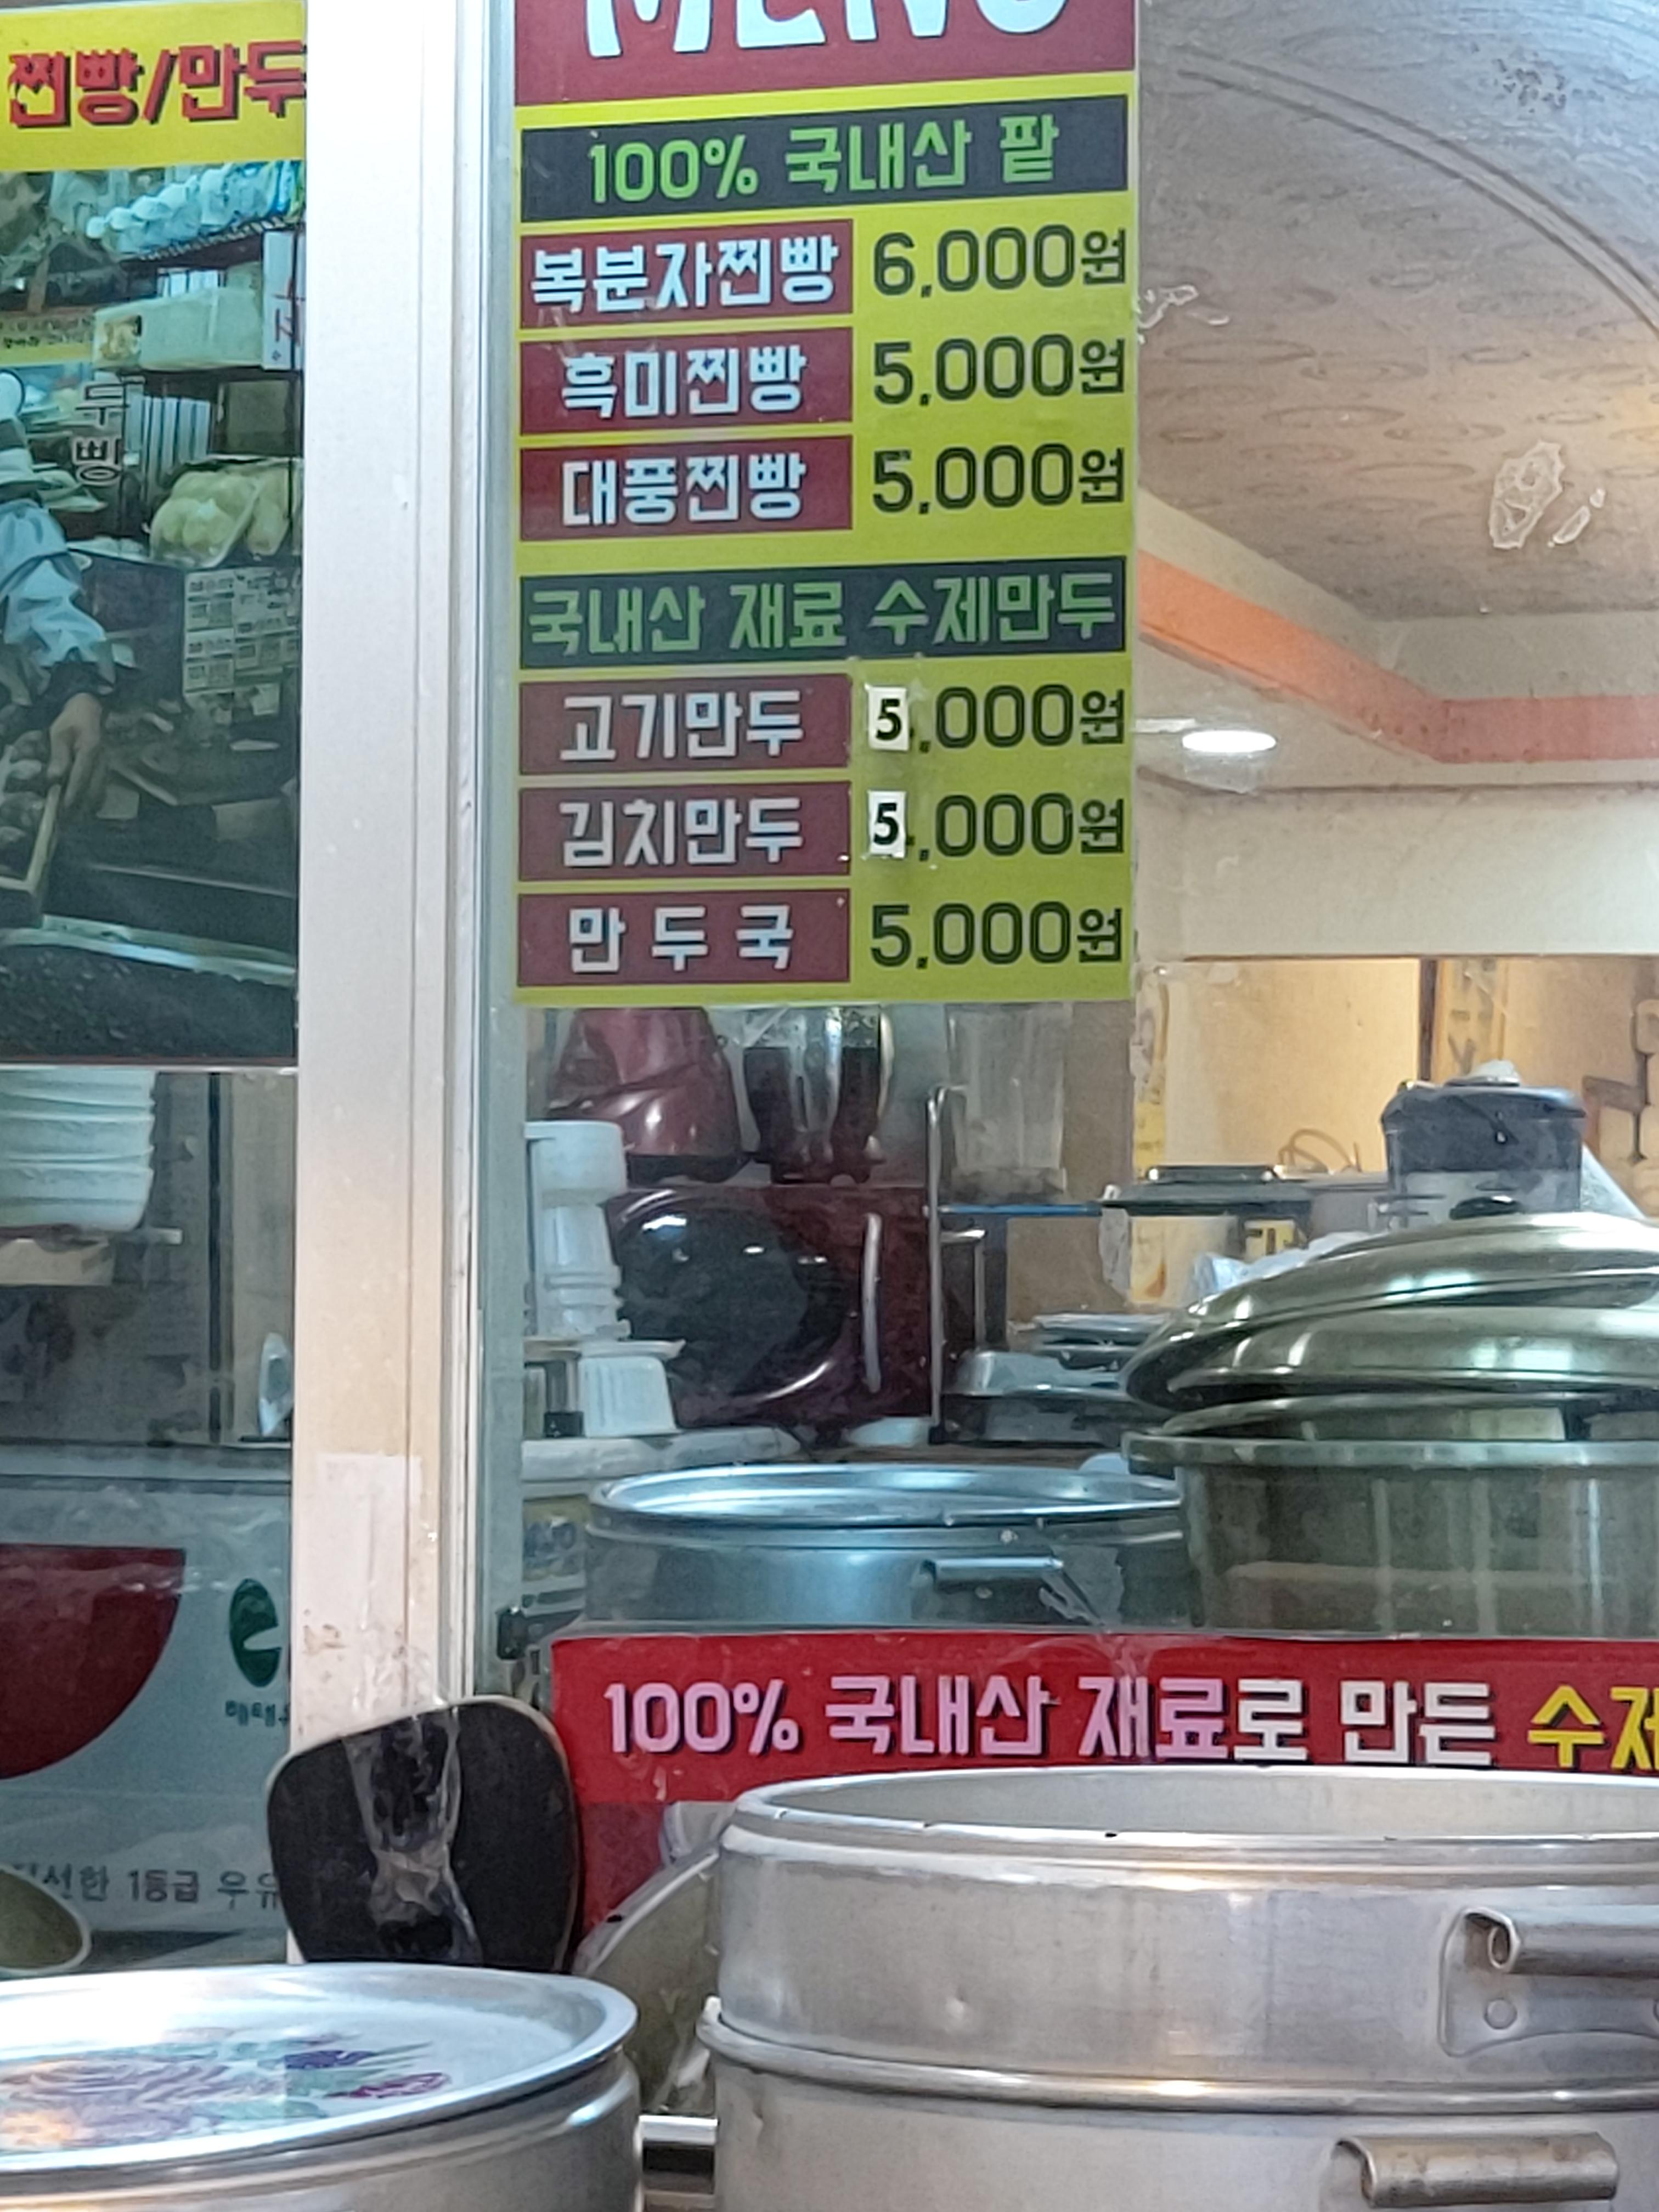 찐빵/만두
MENU
100% 국내산 팥
복분자찐빵 6,000원
흑미찐빵 5,000원
대풍찐빵 5,000원
국내산 재료 수제만두
고기만두 5,000원
김치만두 5,000원
만두국 5,000원
100% 국내산 재료로 만든 수제
신선한 1등급 우유